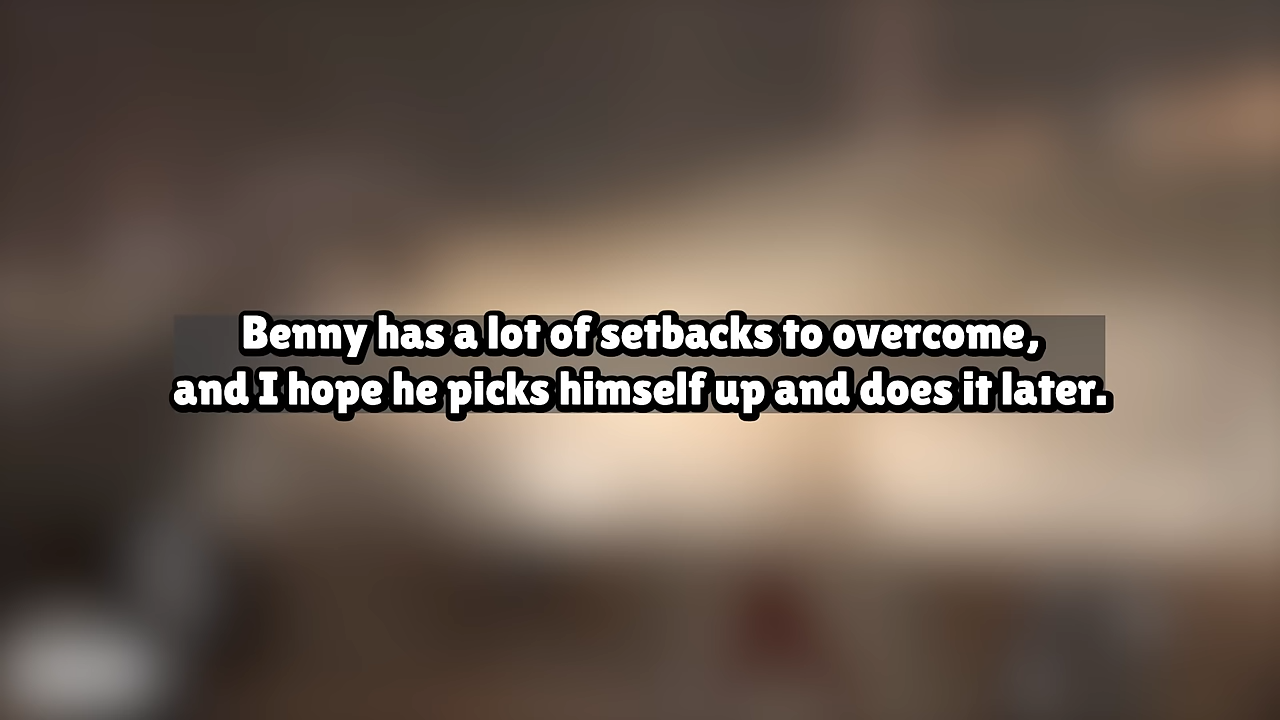 Benny has a lot of setbacks to overcome,
and I hope he picks himself up and does it later.